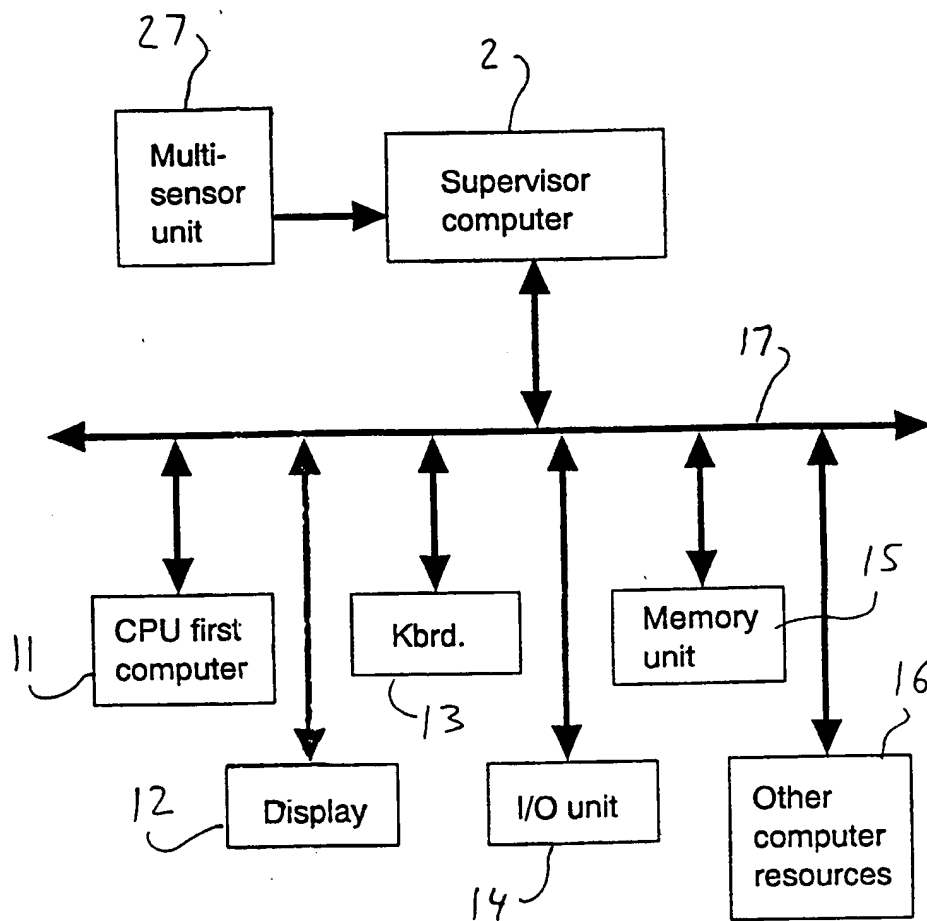 27
2
Multi-
sensor
unit
Supervisor
computer
17
15
CPU first
computer
11
Kbrd.
13
Memory
unit
16
12
Display
I/O unit
14
Other
computer
resources